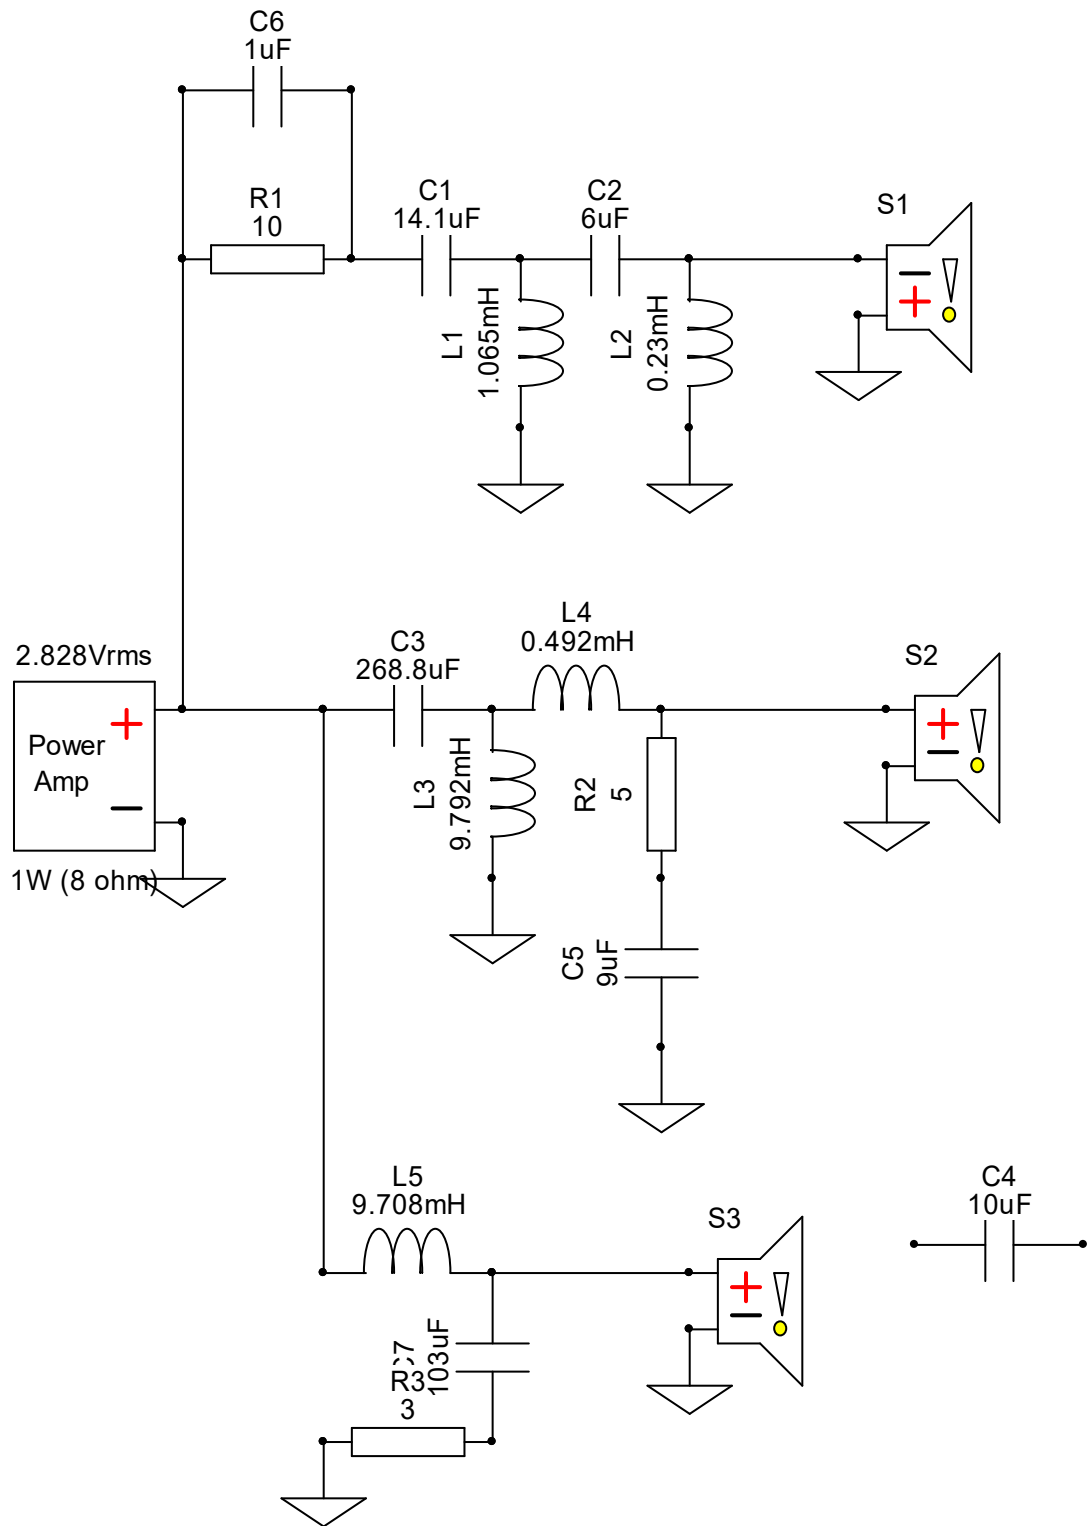 C6
1uF
R1
10
C1
14.1uF
C2
6uF
S1
L1
1.065mH
L2
0.23mH
2.828Vrms
Power
Amp
1W (8 ohm)
C3
268.8uF
L4
0.492mH
S2
L3
9.792mH
R2
5
C5
9uF
L5
9.708mH
S3
C4
10uF
C7
103uF
R3
3